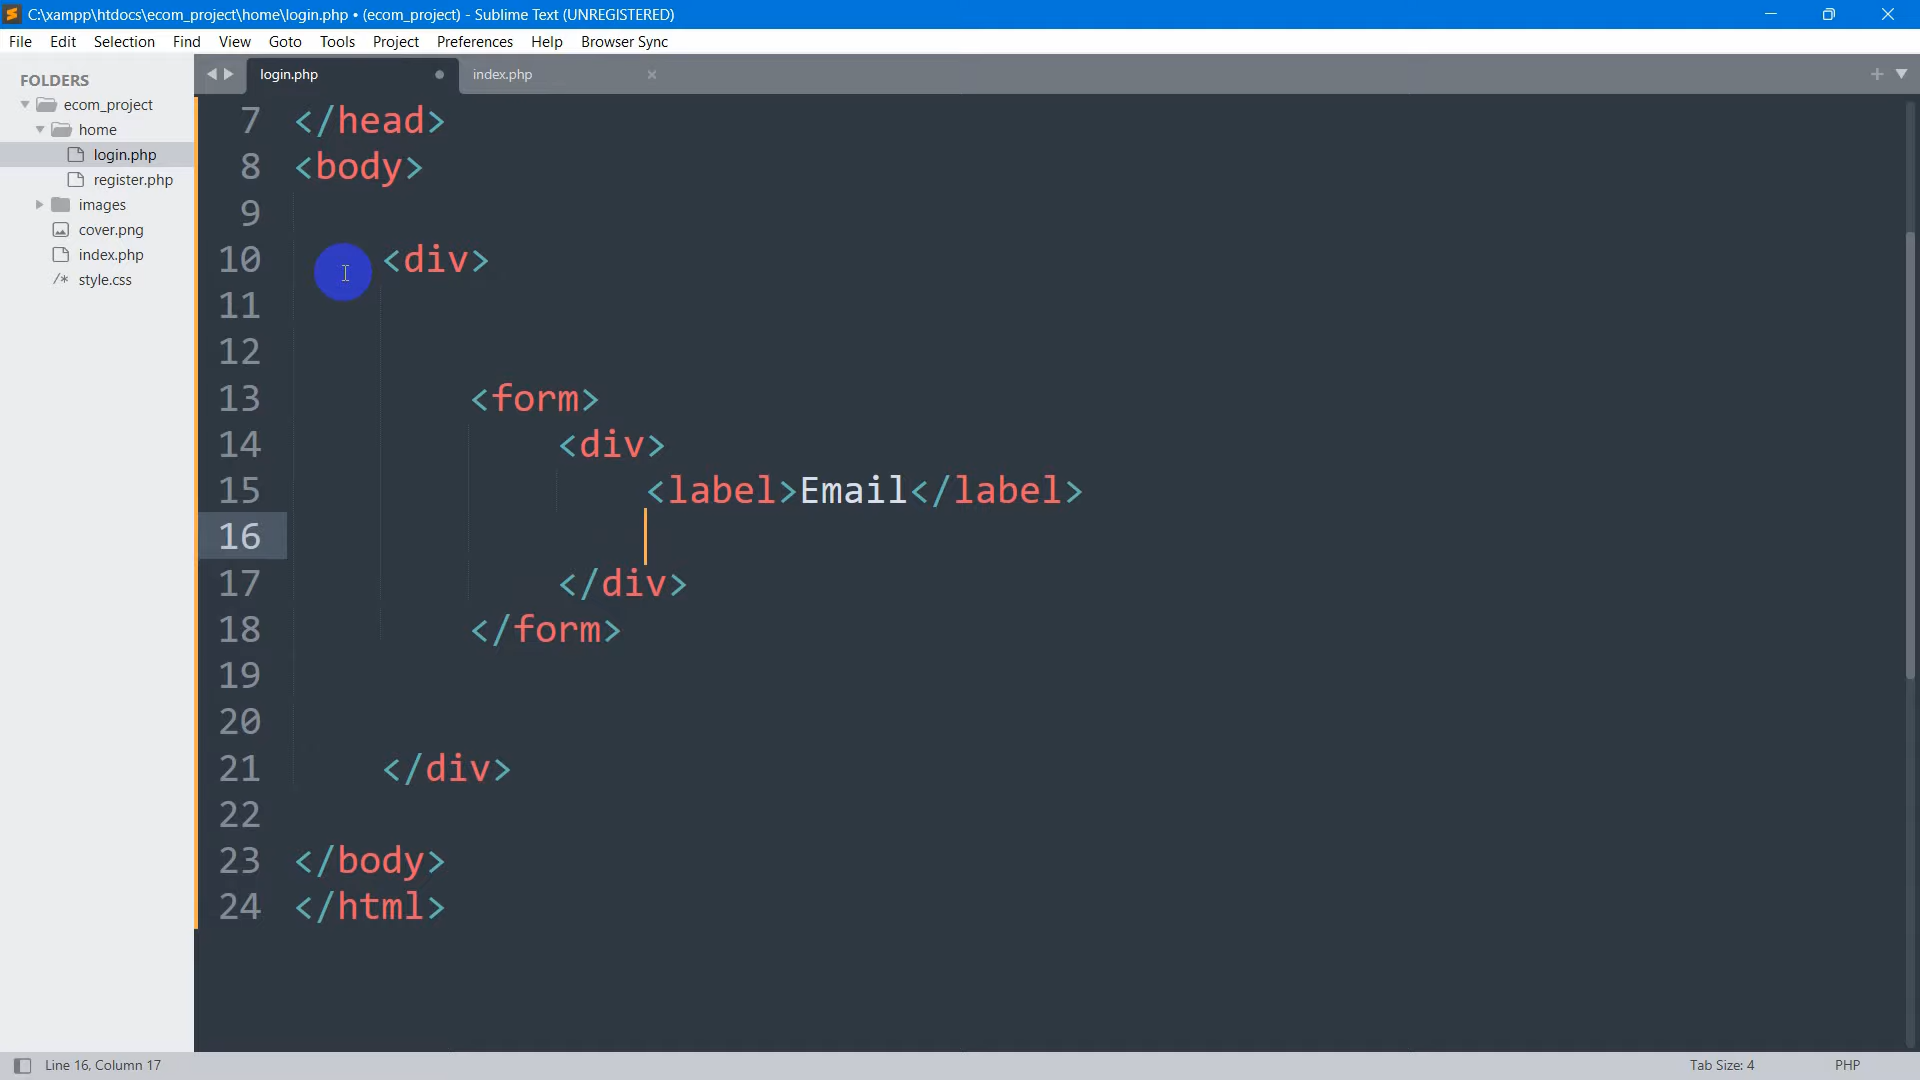 C:\xampp\htdocs\ecom_project\home\login.php • (ecom_project) - Sublime Text (UNREGISTERED)
File Edit Selection Find View Goto Tools Project Preferences Help Browser Sync
FOLDERS
ecom_project
home
login.php
register.php
images
cover.png
index.php
/* style.css
login.php
index.php
7 </head>
8 <body>
9
10 <div>
11
12
13 <form>
14 <div>
15 <label>Email</label>
16
17 </div>
18 </form>
19
20
21 </div>
22
23 </body>
24 </html>
Line 16, Column 17
Tab Size: 4
PHP